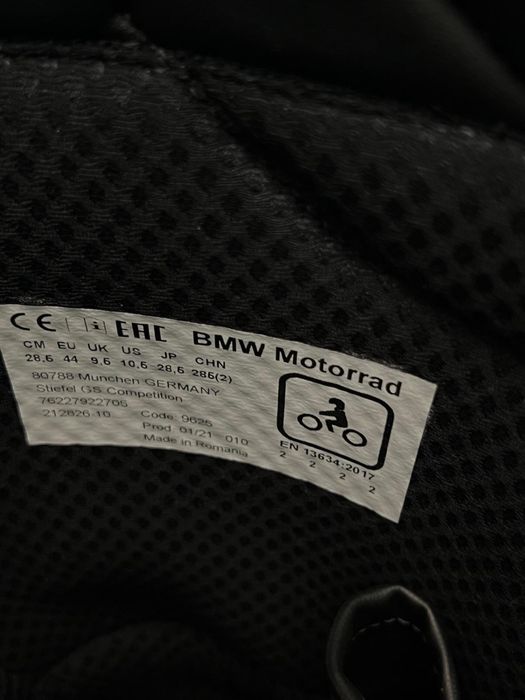 CE i EAC BMW Motorrad
CM EU UK US JP CHN
28,5 44 9,5 10,5 28,5 285(2)
80788 München GERMANY
Stiefel GS Competition
76227922705
212826 10 Code 9625
Prod. 01/21 010
Made in Romania
EN 13634:2017
2 2 2 2